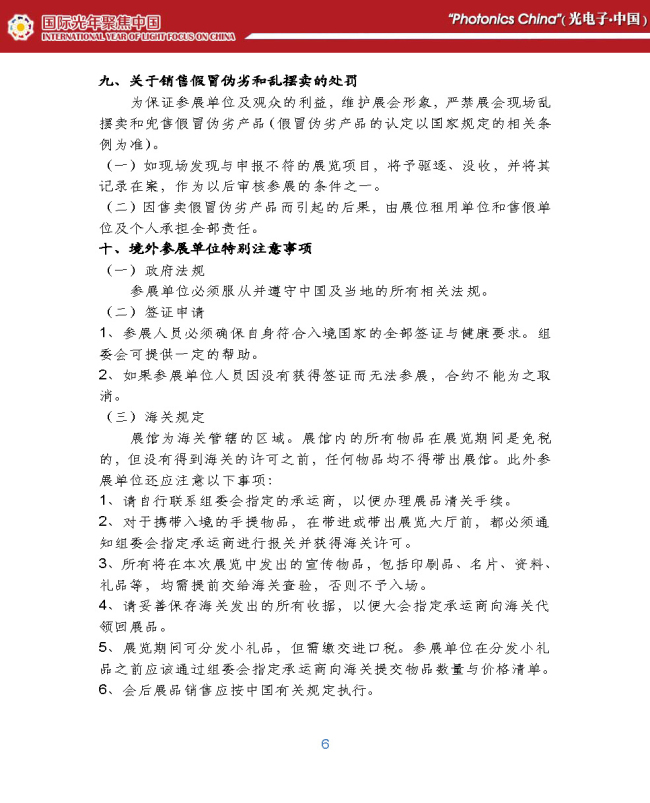 国际光年聚焦中国
INTERNATIONAL YEAR OF LIGHT FOCUS ON CHINA
“Photonics China”(光电子·中国)
九、关于销售假冒伪劣和乱摆卖的处罚
为保证参展单位及观众的利益，维护展会形象，严禁展会现场乱
摆卖和兜售假冒伪劣产品(假冒伪劣产品的认定以国家规定的相关条
例为准)。
（一）如现场发现与申报不符的展览项目，将予驱逐、没收，并将其
记录在案，作为以后审核参展的条件之一。
（二）因售卖假冒伪劣产品而引起的后果，由展位租用单位和售假单
位及个人承担全部责任。
十、境外参展单位特别注意事项
（一）政府法规
参展单位必须服从并遵守中国及当地的所有相关法规。
（二）签证申请
1、参展人员必须确保自身符合入境国家的全部签证与健康要求。组
委会可提供一定的帮助。
2、如果参展单位人员因没有获得签证而无法参展，合约不能为之取
消。
（三）海关规定
展馆为海关管辖的区域。展馆内的所有物品在展览期间是免税
的，但没有得到海关的许可之前，任何物品均不得带出展馆。此外参
展单位还应注意以下事项：
1、请自行联系组委会指定的承运商，以便办理展品清关手续。
2、对于携带入境的手提物品，在带进或带出展览大厅前，都必须通
知组委会指定承运商进行报关并获得海关许可。
3、所有将在本次展览中发出的宣传物品，包括印刷品、名片、资料、
礼品等，均需提前交给海关查验，否则不予入场。
4、请妥善保存海关发出的所有收据，以便大会指定承运商向海关代
领回展品。
5、展览期间可分发小礼品，但需缴交进口税。参展单位在分发小礼
品之前应该通过组委会指定承运商向海关提交物品数量与价格清单。
6、会后展品销售应按中国有关规定执行。
6